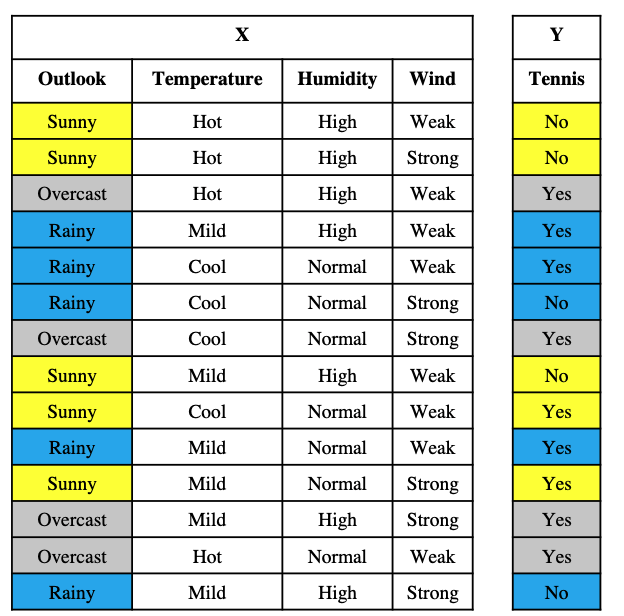 X Y
Outlook Temperature Humidity Wind Tennis
Sunny Hot High Weak No
Sunny Hot High Strong No
Overcast Hot High Weak Yes
Rainy Mild High Weak Yes
Rainy Cool Normal Weak Yes
Rainy Cool Normal Strong No
Overcast Cool Normal Strong Yes
Sunny Mild High Weak No
Sunny Cool Normal Weak Yes
Rainy Mild Normal Weak Yes
Sunny Mild Normal Strong Yes
Overcast Mild High Strong Yes
Overcast Hot Normal Weak Yes
Rainy Mild High Strong No